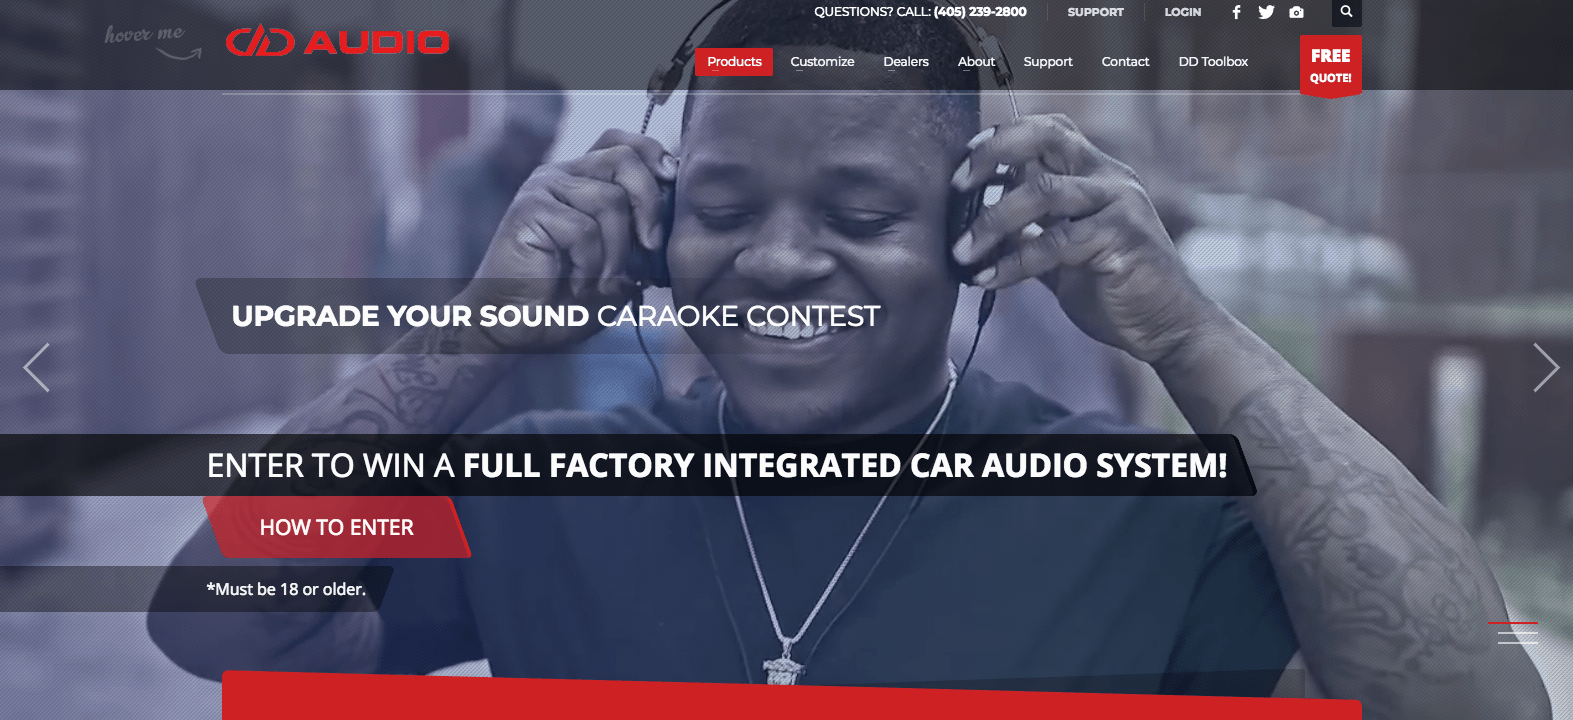 QUESTIONS? CALL: (405) 239-2800
SUPPORT
LOGIN
hover me
AUDIO
Products
Customize
Dealers
About
Support
Contact
DD Toolbox
FREE
QUOTE!
UPGRADE YOUR SOUND CARAOKE CONTEST
ENTER TO WIN A FULL FACTORY INTEGRATED CAR AUDIO SYSTEM!
HOW TO ENTER
*Must be 18 or older.